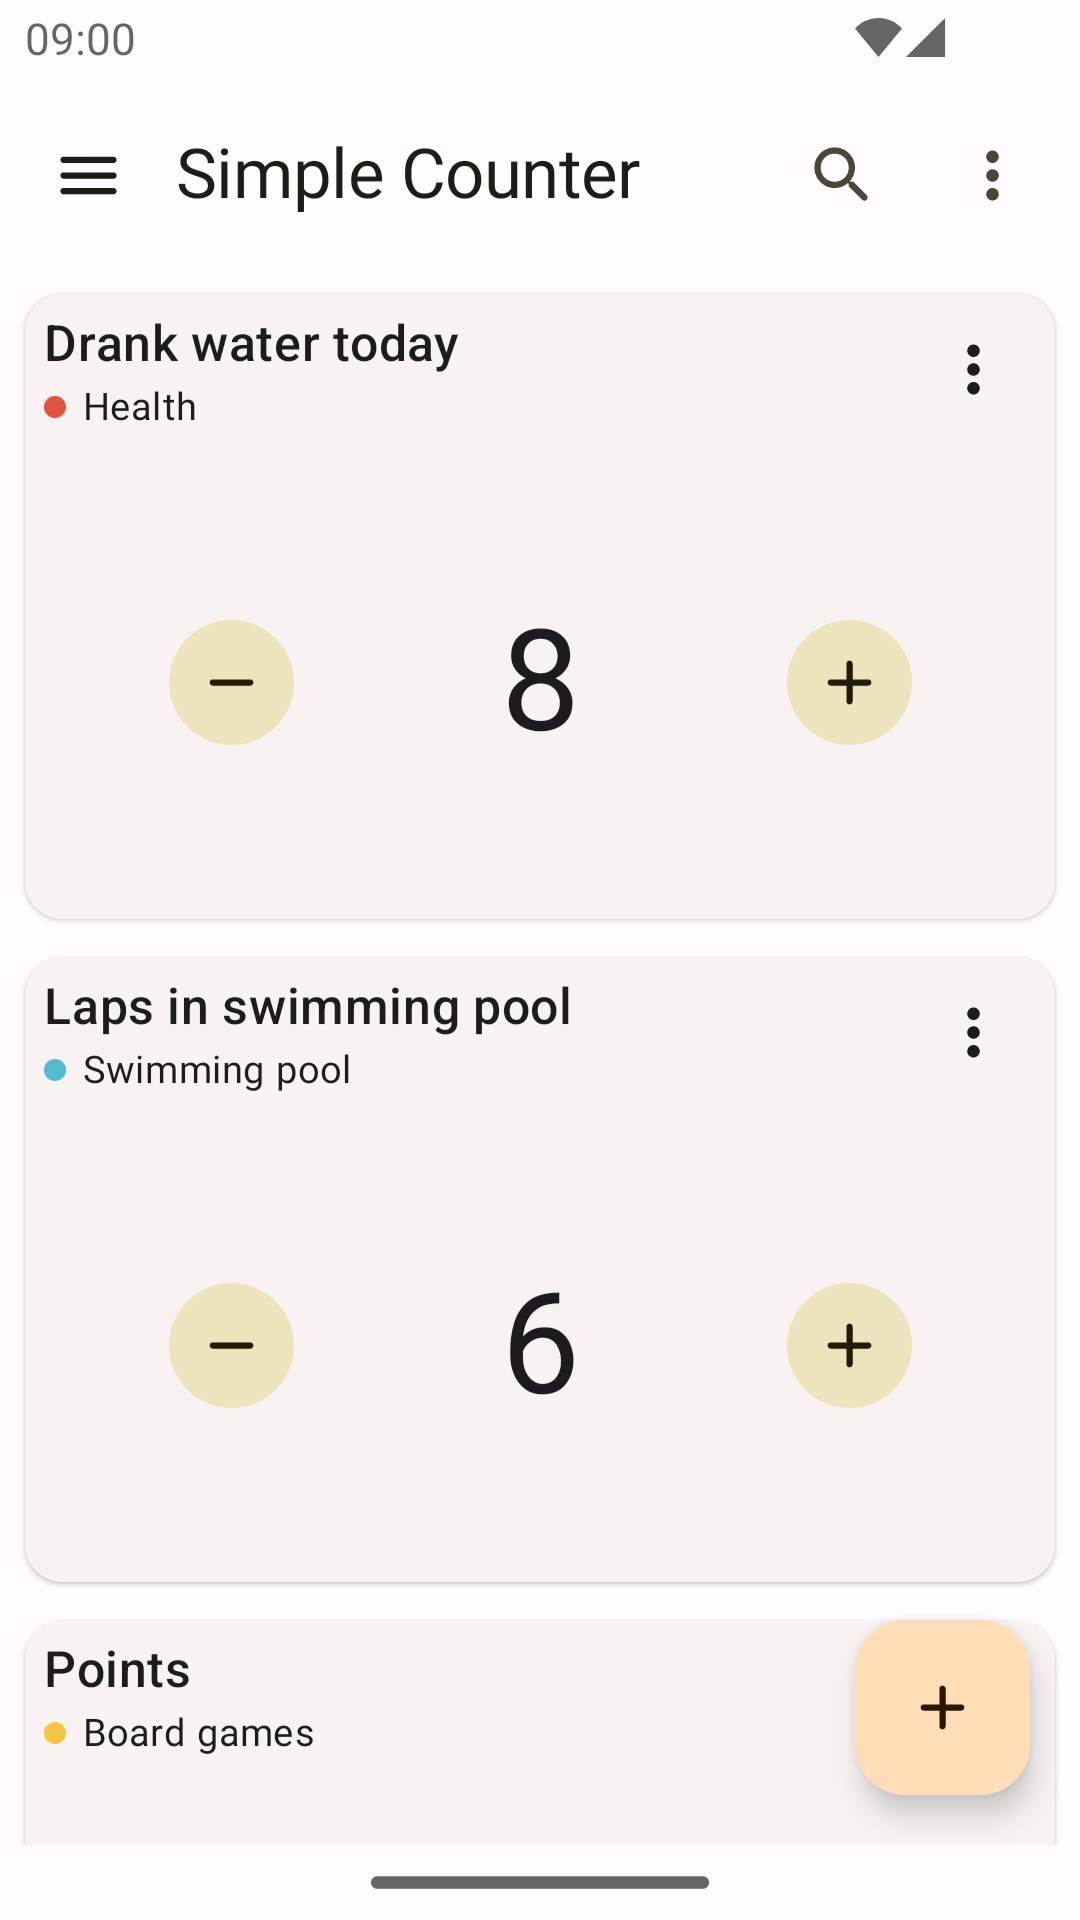 09:00
Simple Counter
Drank water today
Health
8
Laps in swimming pool
Swimming pool
6
Points
Board games